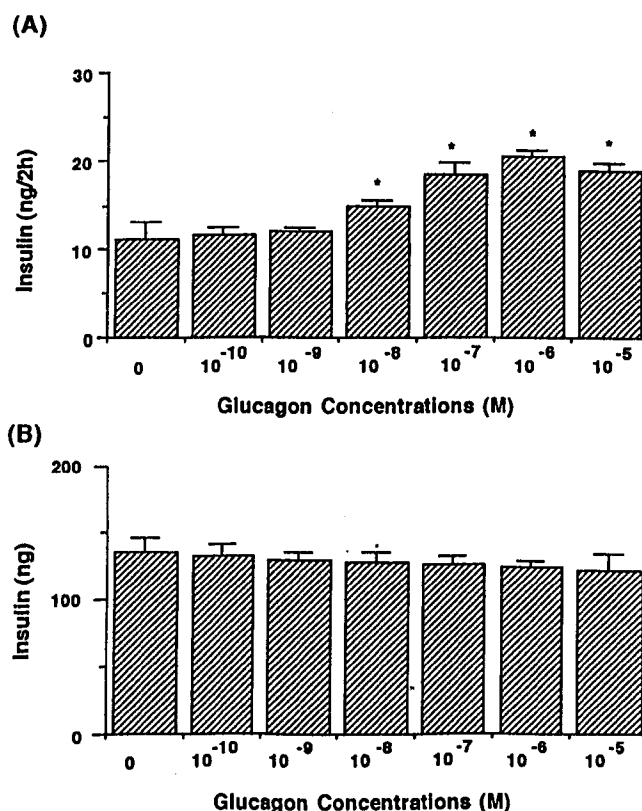 (A)
30
20
10
0
Insulin (ng/2h)
* * * *
0 10-10 10-9 10-8 10-7 10-6 10-5
Glucagon Concentrations (M)
(B)
200
100
0
Insulin (ng)
0 10-10 10-9 10-8 10-7 10-6 10-5
Glucagon Concentrations (M)